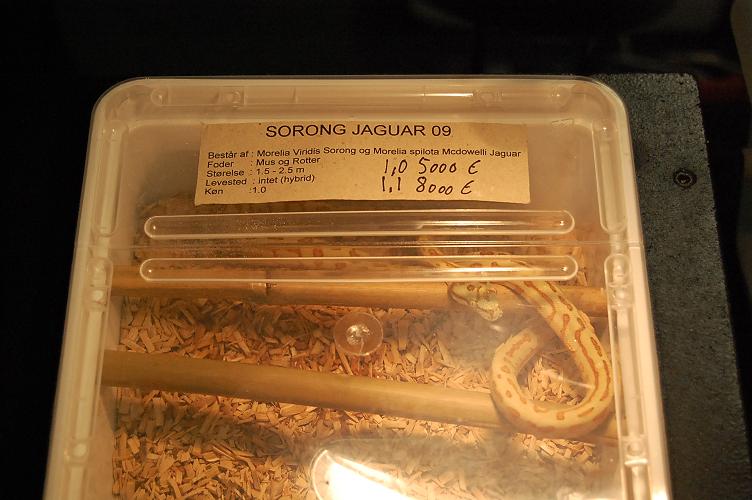 SORONG JAGUAR 09
Består af : Morelia Viridis Sorong og Morelia spilota Mcdowelli Jaguar
Foder : Mus og Rotter
Størelse : 1.5 - 2.5 m
Levested : intet (hybrid)
Køn :1.0
1,0 5000 €
1,1 8000 €